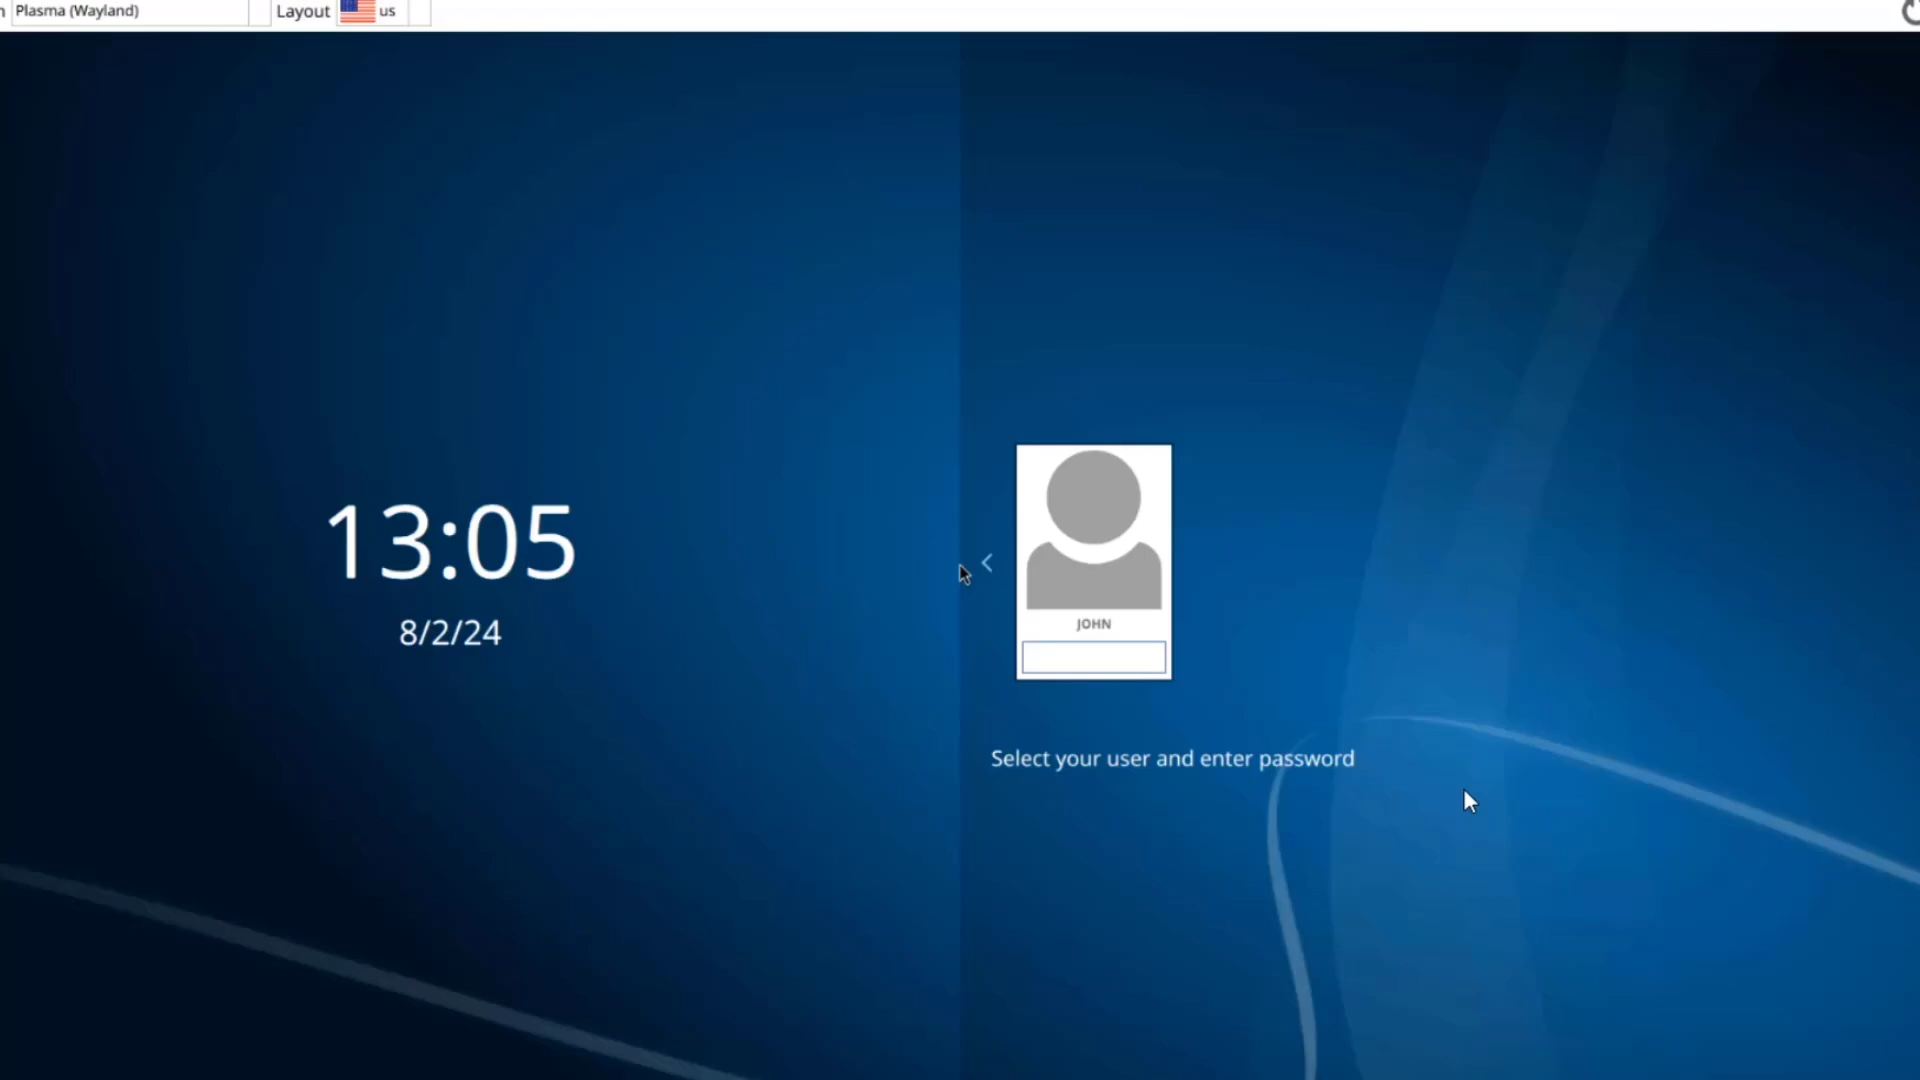 Plasma (Wayland) Layout us
13:05
8/2/24
JOHN
Select your user and enter password